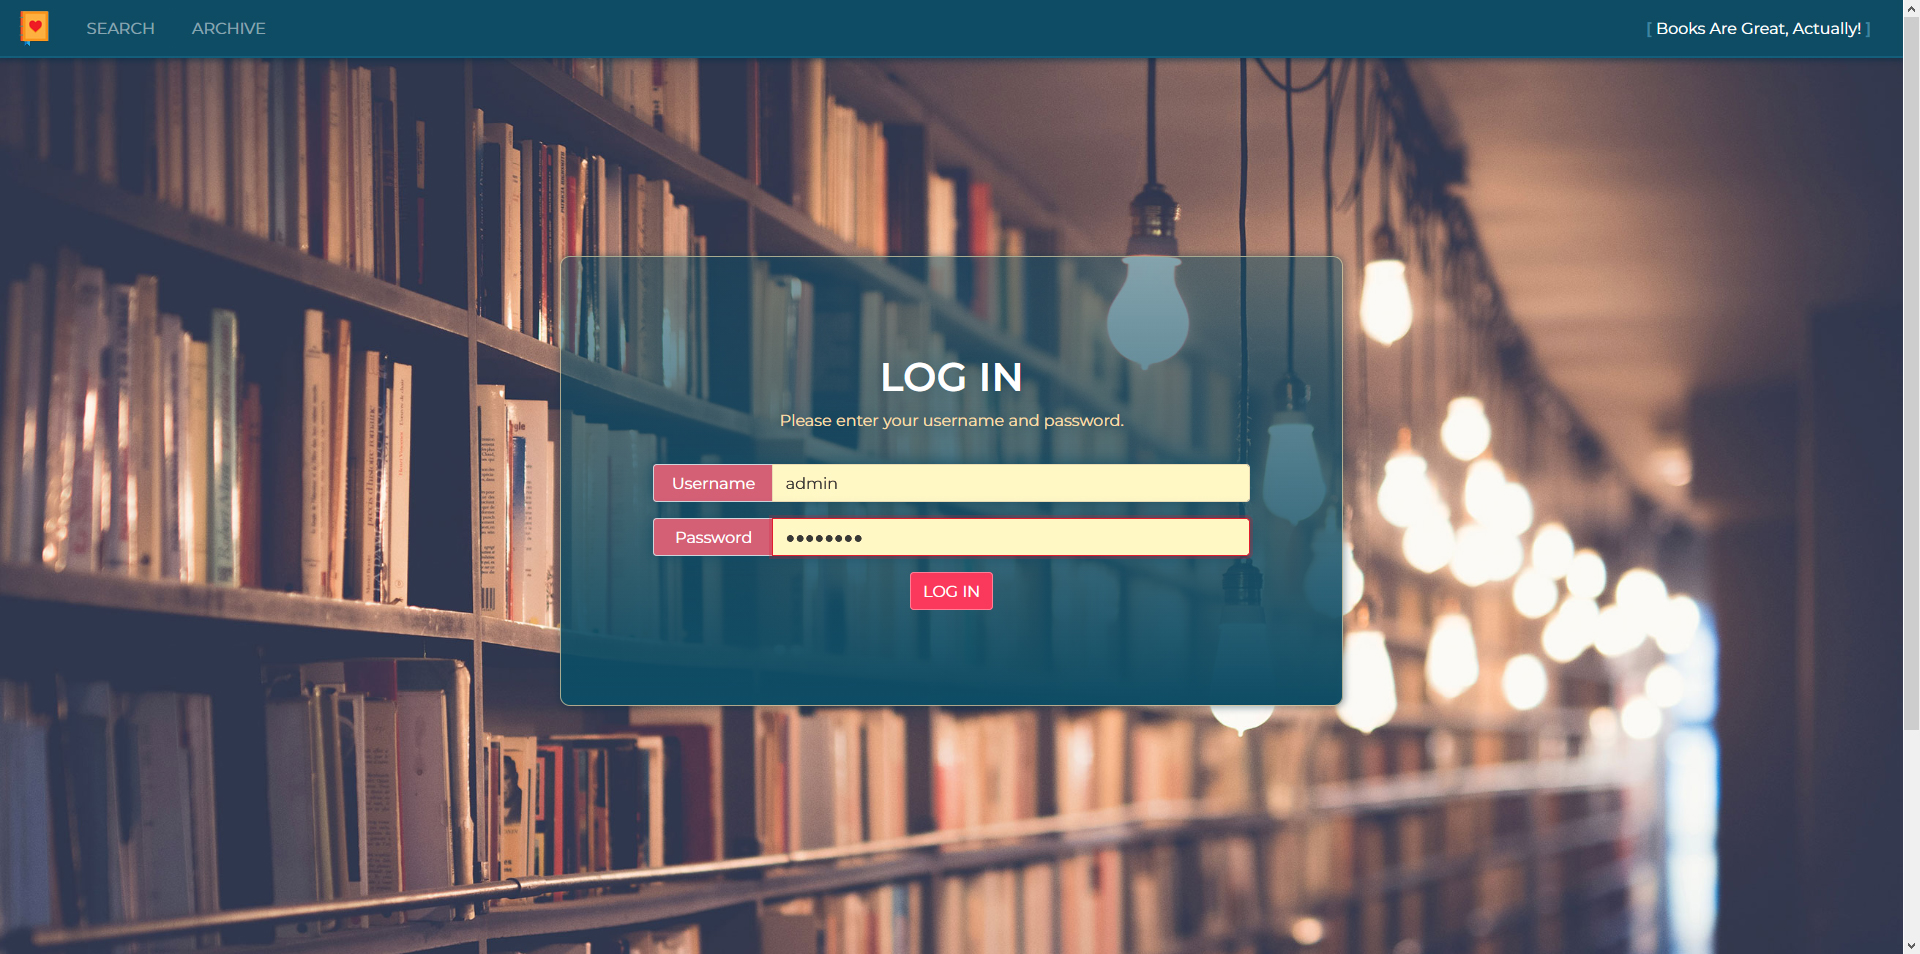 SEARCH ARCHIVE [ Books Are Great, Actually! ]
LOG IN
Please enter your username and password.
Username admin
Password ••••••••
LOG IN